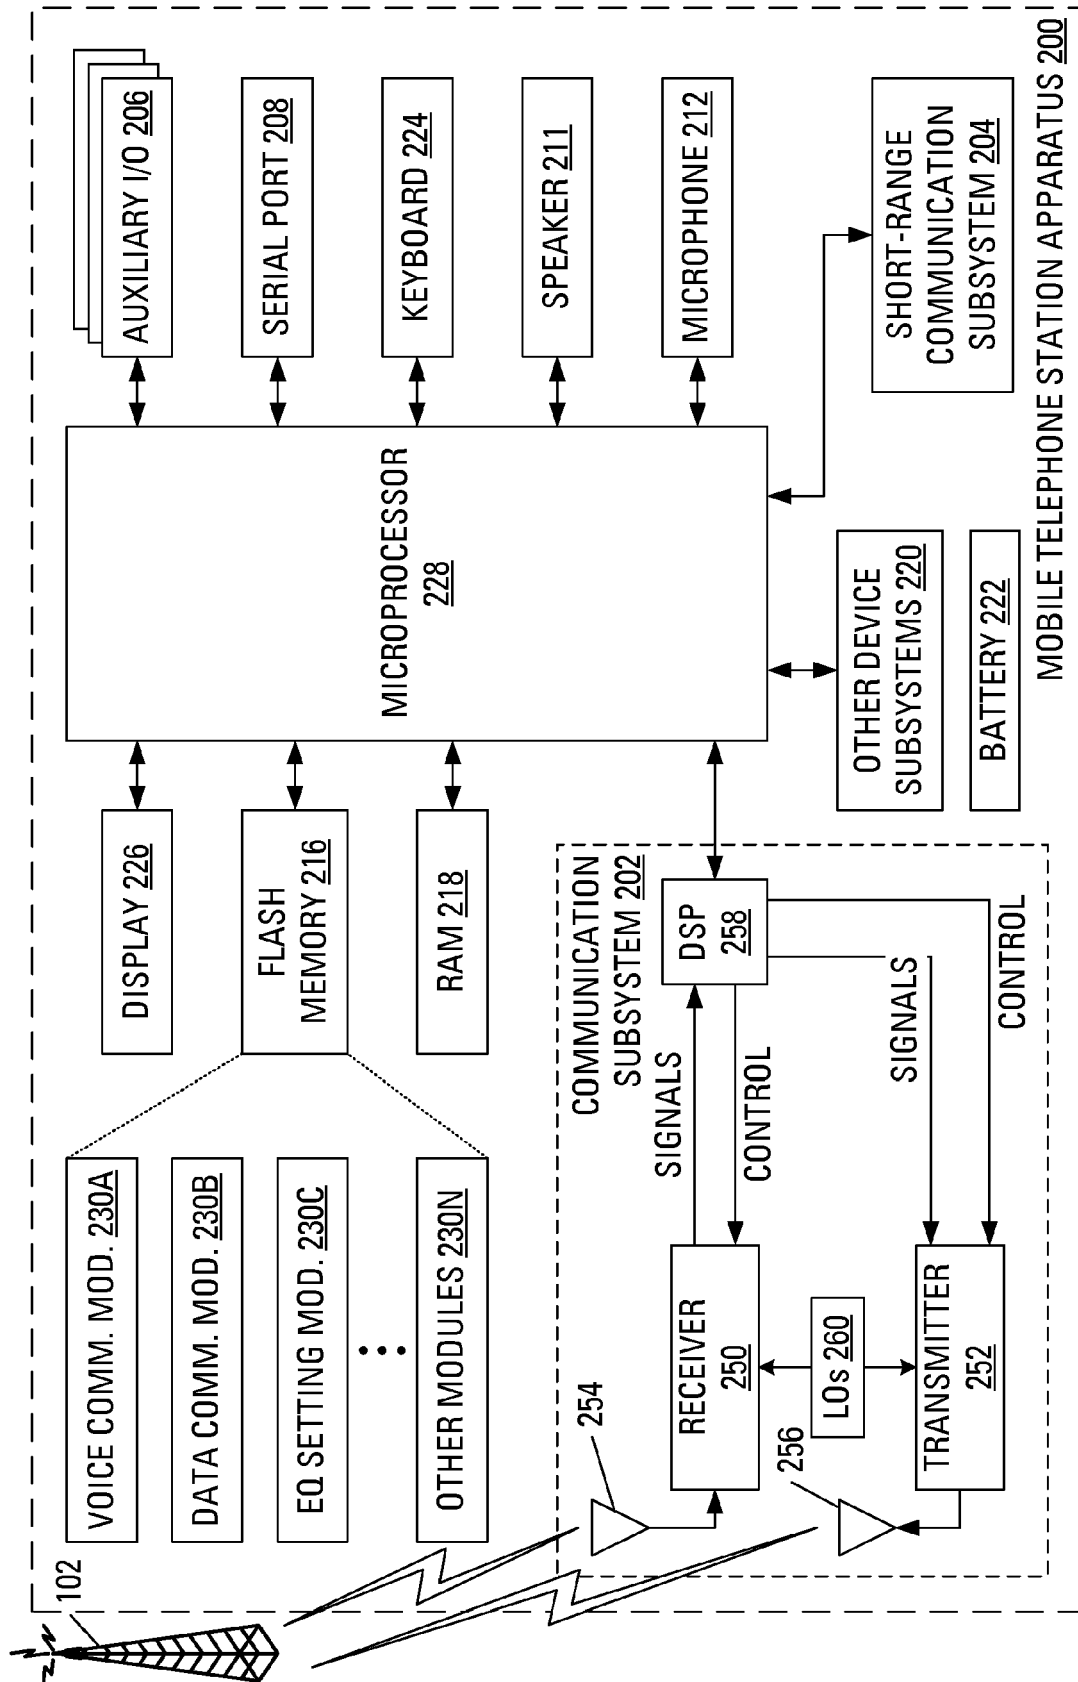 102
VOICE COMM. MOD. 230A
DATA COMM. MOD. 230B
EQ SETTING MOD. 230C
•••
OTHER MODULES 230N
DISPLAY 226
FLASH
MEMORY 216
RAM 218
MICROPROCESSOR
228
AUXILIARY I/O 206
SERIAL PORT 208
KEYBOARD 224
SPEAKER 211
MICROPHONE 212
SHORT-RANGE
COMMUNICATION
SUBSYSTEM 204
OTHER DEVICE
SUBSYSTEMS 220
BATTERY 222
COMMUNICATION
SUBSYSTEM 202
254
RECEIVER
250
SIGNALS
CONTROL
DSP
258
LOs 260
256
TRANSMITTER
252
SIGNALS
CONTROL
MOBILE TELEPHONE STATION APPARATUS 200